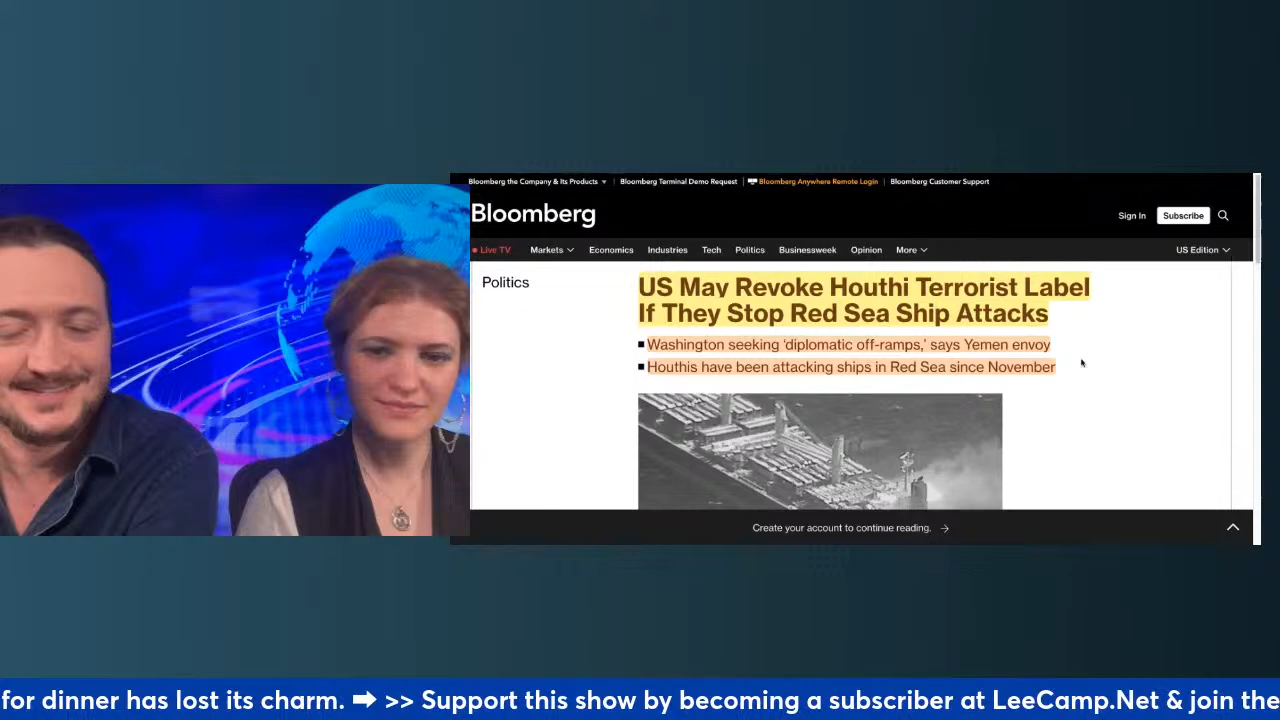 Bloomberg the Company & Its Products
Bloomberg Terminal Demo Request
Bloomberg Anywhere Remote Login
Bloomberg Customer Support
Bloomberg
Sign In
Subscribe
Live TV
Markets
Economics
Industries
Tech
Politics
Businessweek
Opinion
More
US Edition
Politics
US May Revoke Houthi Terrorist Label
If They Stop Red Sea Ship Attacks
Washington seeking ‘diplomatic off-ramps,’ says Yemen envoy
Houthis have been attacking ships in Red Sea since November
Create your account to continue reading. →
for dinner has lost its charm. ➡ >> Support this show by becoming a subscriber at LeeCamp.Net & join the